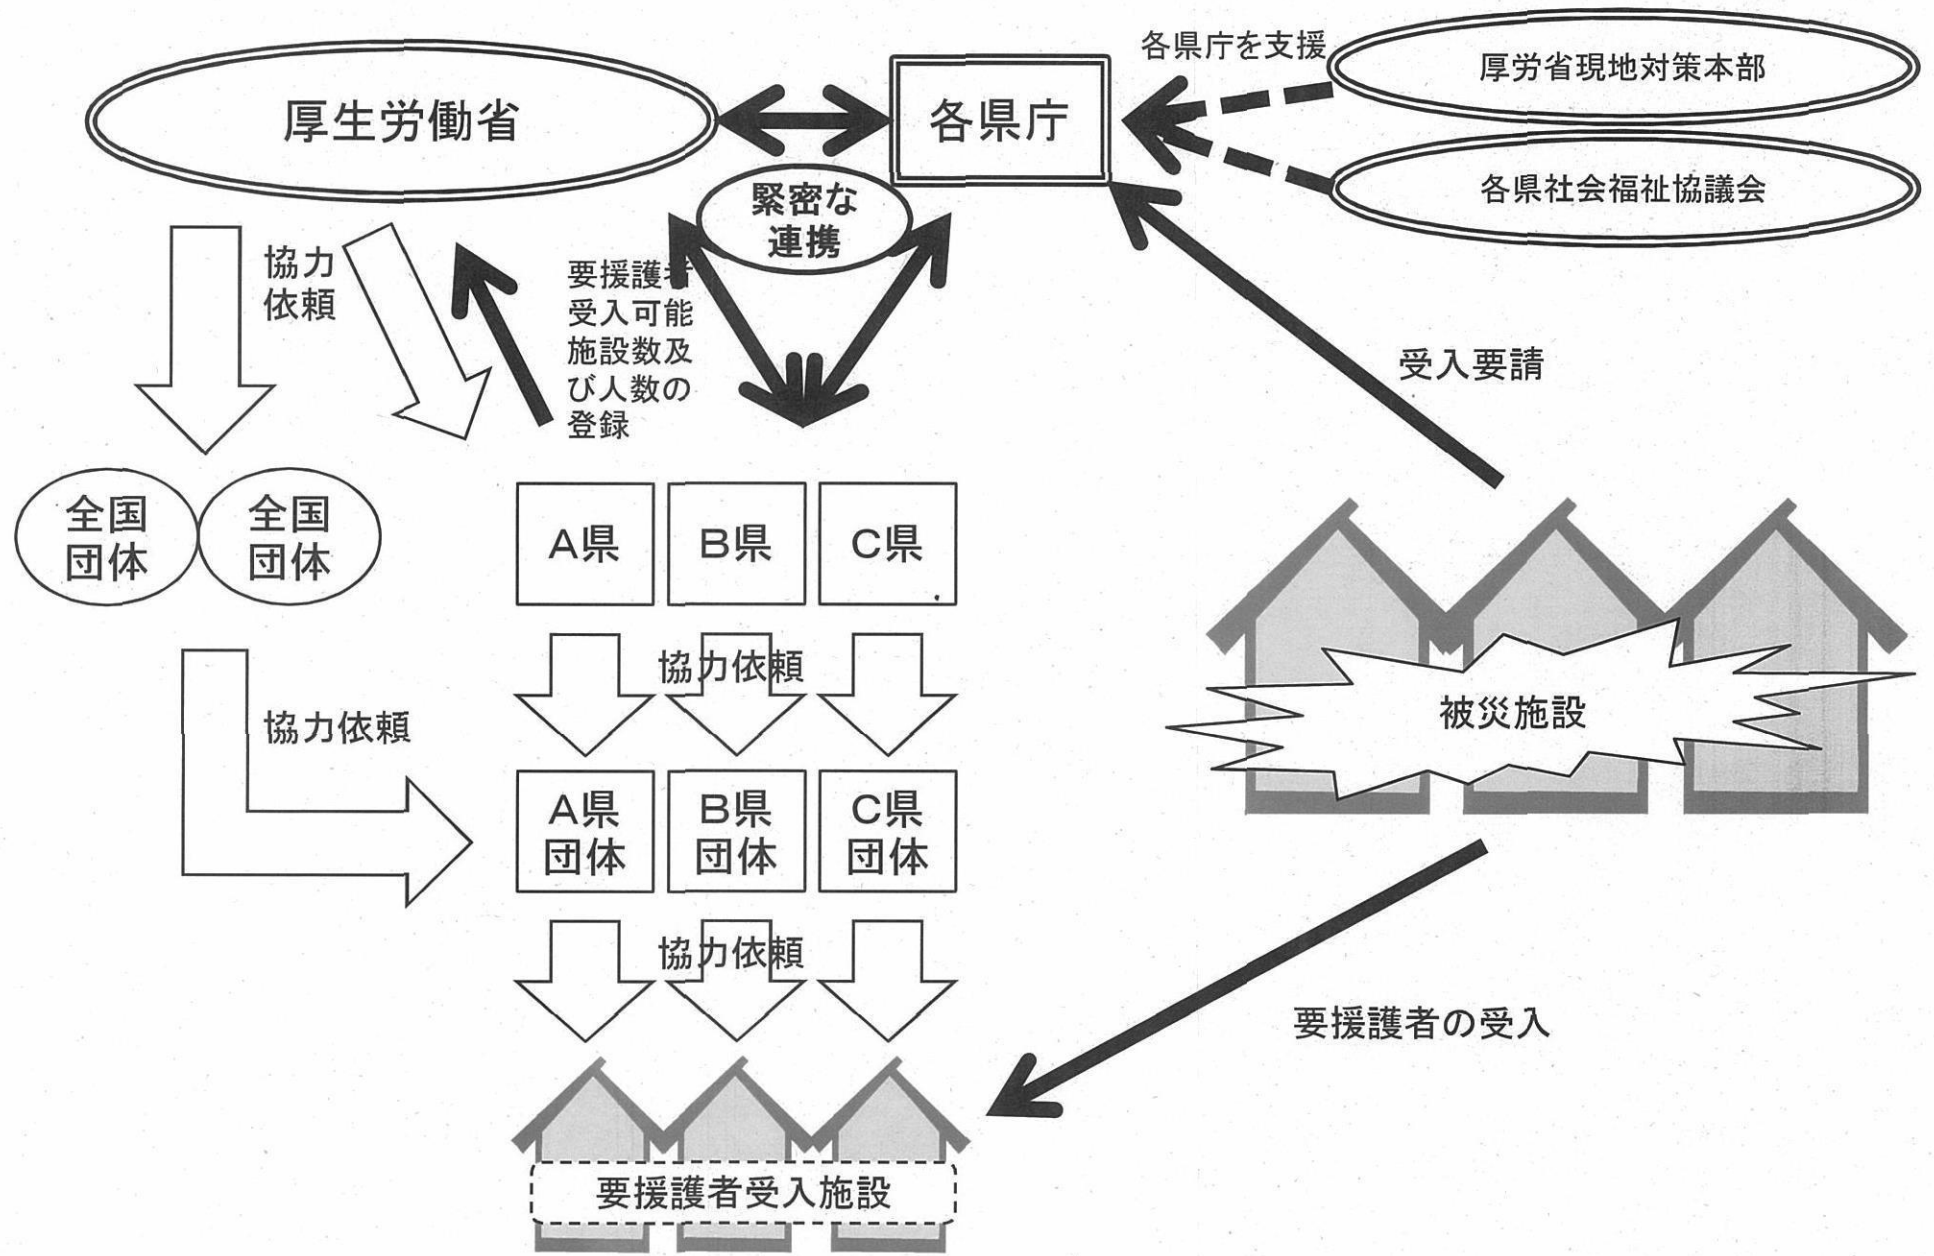 各県庁を支援
厚労省現地対策本部
厚生労働省
各県庁
各県社会福祉協議会
緊密な
連携
協力
依頼
要援護者
受入可能
施設数及
び人数の
登録
受入要請
全国
団体
全国
団体
A県
B県
C県
協力依頼
被災施設
協力依頼
A県
団体
B県
団体
C県
団体
協力依頼
要援護者の受入
要援護者受入施設